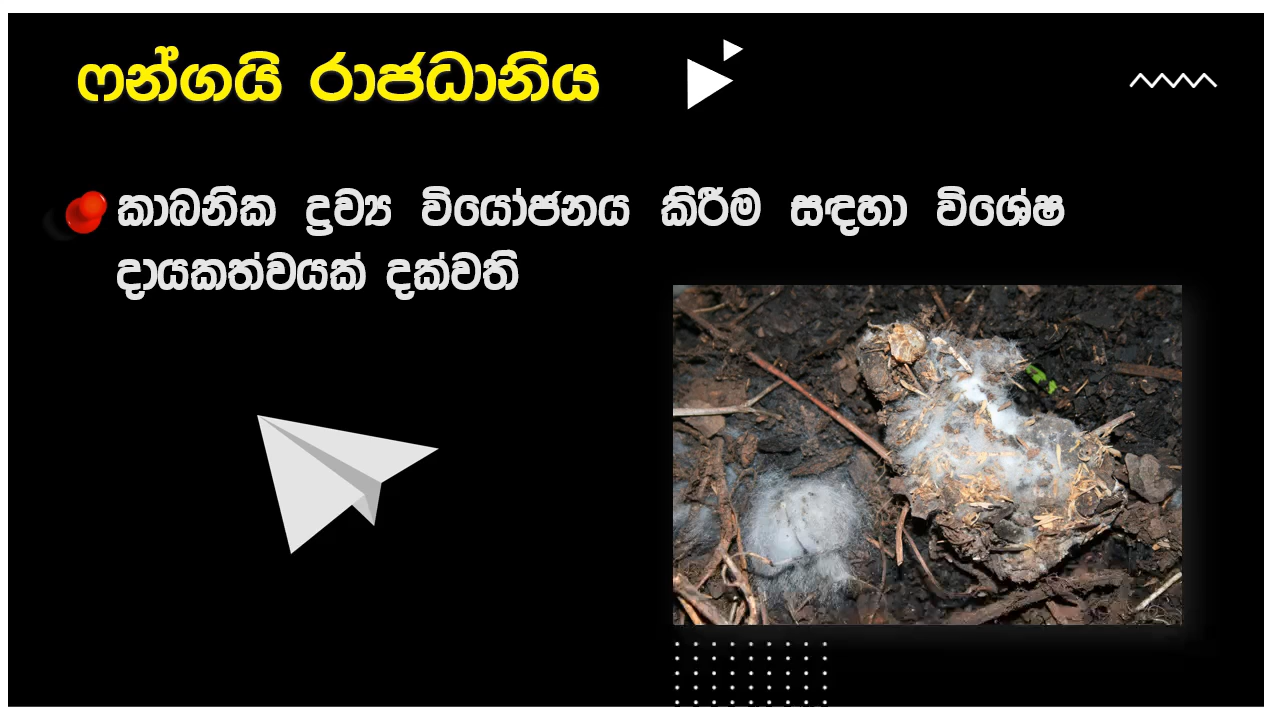 ෆන්ගයි රාජධානිය
කාබනික ද්‍රව්‍ය වියෝජනය කිරීම සඳහා විශේෂ
දායකත්වයක් දක්වති